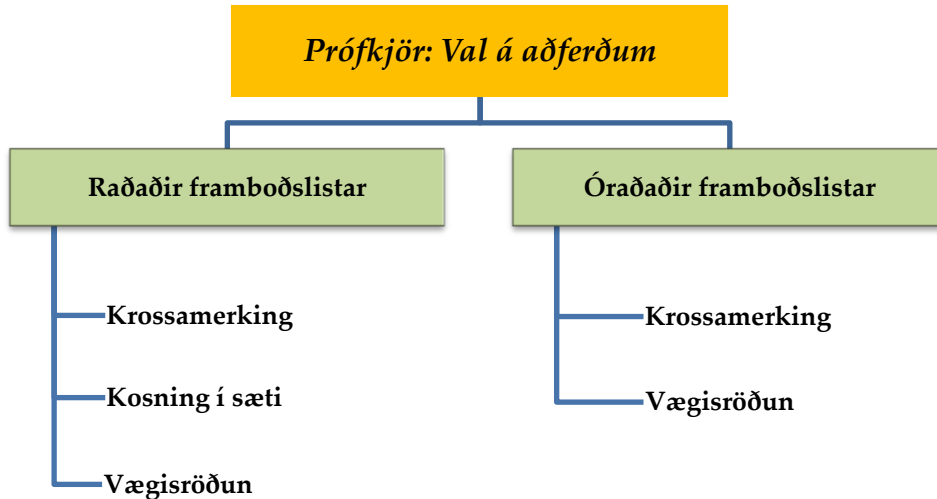 Prófkjör: Val á aðferðum
Raðaðir framboðslistar
Krossamerking
Kosning í sæti
Vægisröðun
Óraðaðir framboðslistar
Krossamerking
Vægisröðun